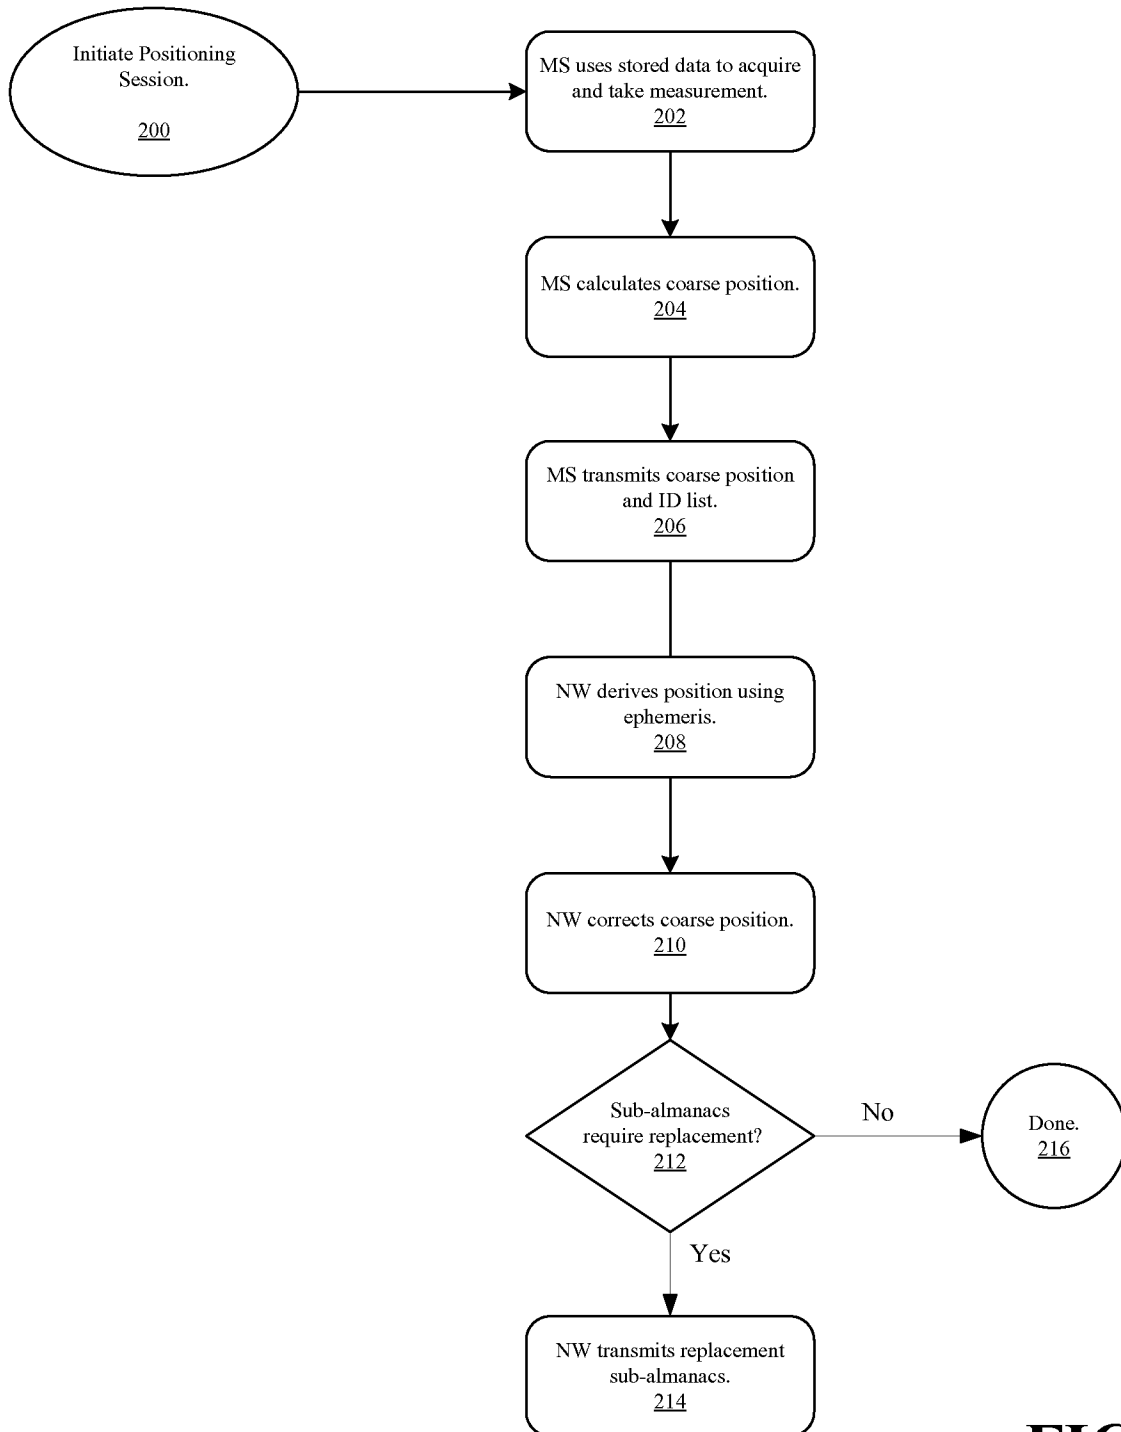 Initiate Positioning
Session.
200
MS uses stored data to acquire
and take measurement.
202
MS calculates coarse position.
204
MS transmits coarse position
and ID list.
206
NW derives position using
ephemeris.
208
NW corrects coarse position.
210
Sub-almanacs
require replacement?
212
No
Done.
216
Yes
NW transmits replacement
sub-almanacs.
214